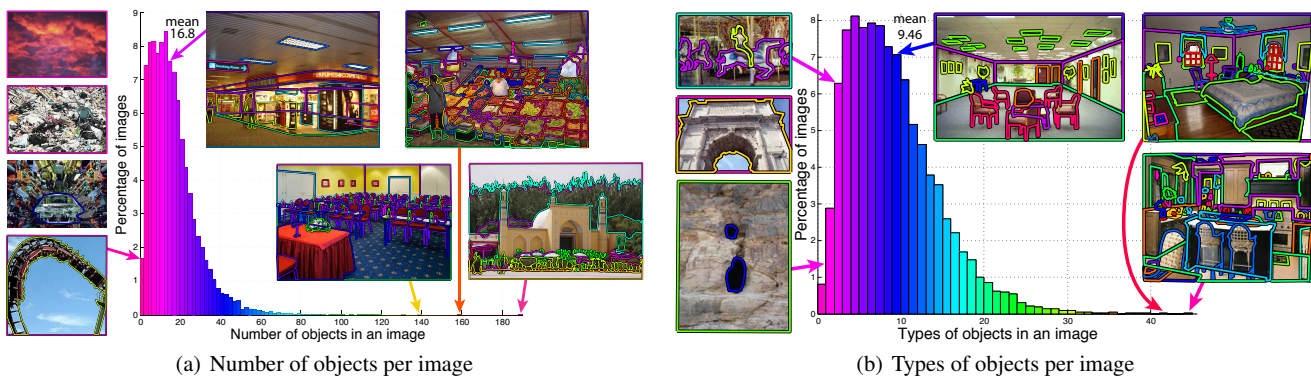 9
8
7
6
5
4
3
2
1
0
Percentage of images
mean
16.8
0 20 40 60 80 100 120 140 160 180
Number of objects in an image
(a) Number of objects per image
8
7
6
5
4
3
2
1
0
Percentage of images
mean
9.46
0 10 20 30 40
Types of objects in an image
(b) Types of objects per image